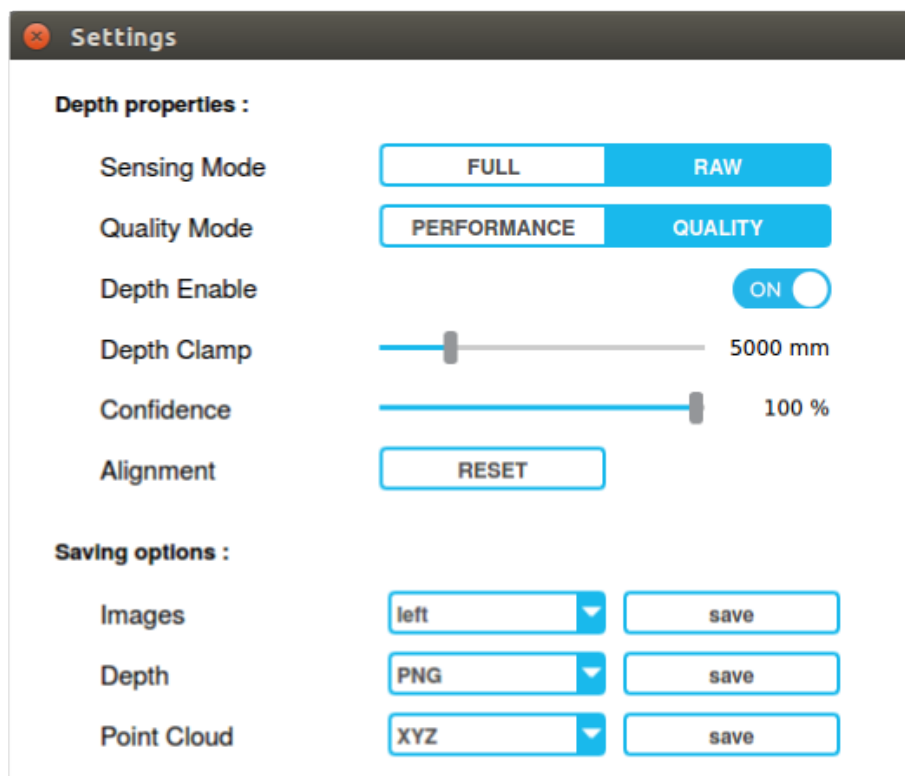 Settings
Depth properties :
Sensing Mode FULL RAW
Quality Mode PERFORMANCE QUALITY
Depth Enable ON
Depth Clamp 5000 mm
Confidence 100 %
Alignment RESET
Saving options :
Images left save
Depth PNG save
Point Cloud XYZ save